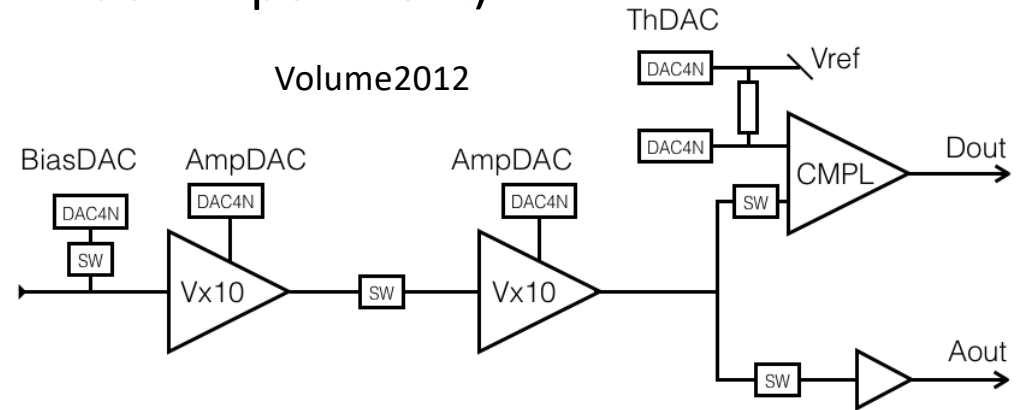 ThDAC
DAC4N
Vref
Volume2012
DAC4N
BiasDAC
AmpDAC
AmpDAC
Dout
CMPL
DAC4N
DAC4N
DAC4N
SW
SW
Vx10
SW
Vx10
Aout
SW